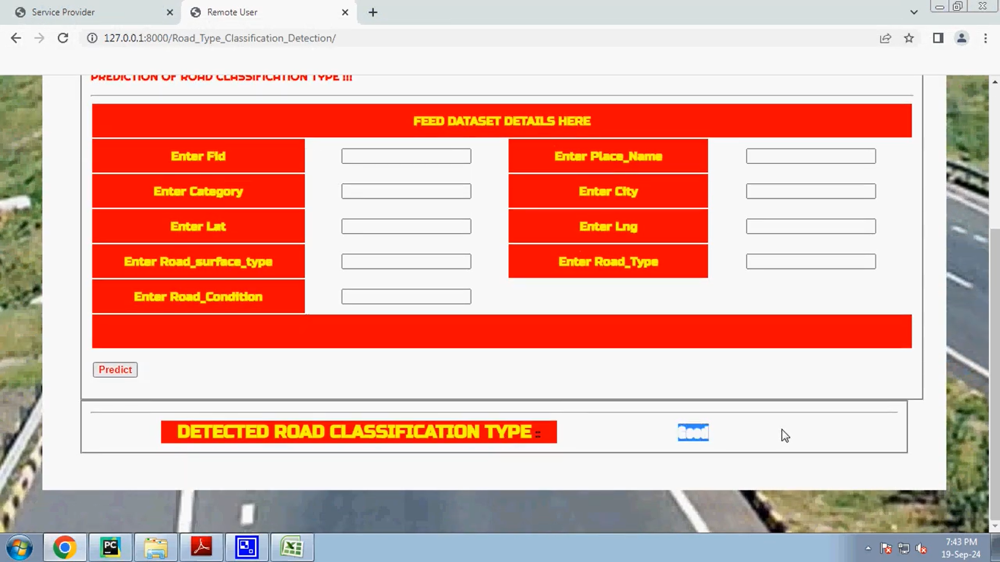 Service Provider
Remote User
127.0.0.1:8000/Road_Type_Classification_Detection/
PREDICTION OF ROAD CLASSIFICATION TYPE !!!
FEED DATASET DETAILS HERE
Enter Fid
Enter Place_Name
Enter Category
Enter City
Enter Lat
Enter Lng
Enter Road_surface_type
Enter Road_Type
Enter Road_Condition
Predict
DETECTED ROAD CLASSIFICATION TYPE ::
Good
PC
7:43 PM
19-Sep-24